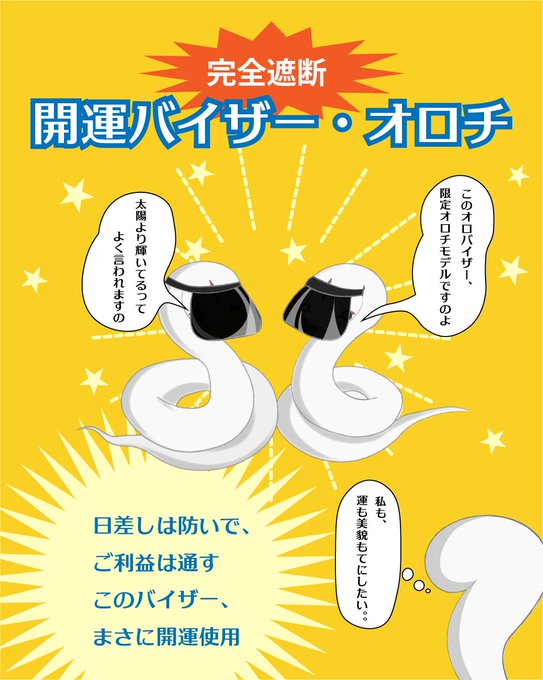 完全遮断
開運バイザー・オロチ
このオロバイザー、
限定オロチモデルですのよ
太陽より輝いてるって
よく言われますの
日差しは防いで、
ご利益は通す
このバイザー、
まさに開運使用
私も、
運も美貌もてにしたい。。